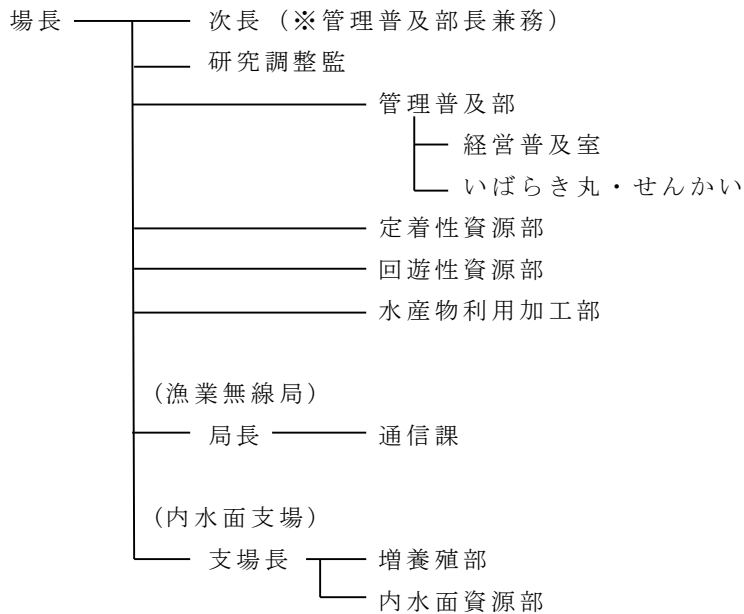 場長 次長（※管理普及部長兼務）
研究調整監
管理普及部
経営普及室
いばらき丸・せんかい
定着性資源部
回遊性資源部
水産物利用加工部
（漁業無線局）
局長 通信課
（内水面支場）
支場長 増養殖部
内水面資源部